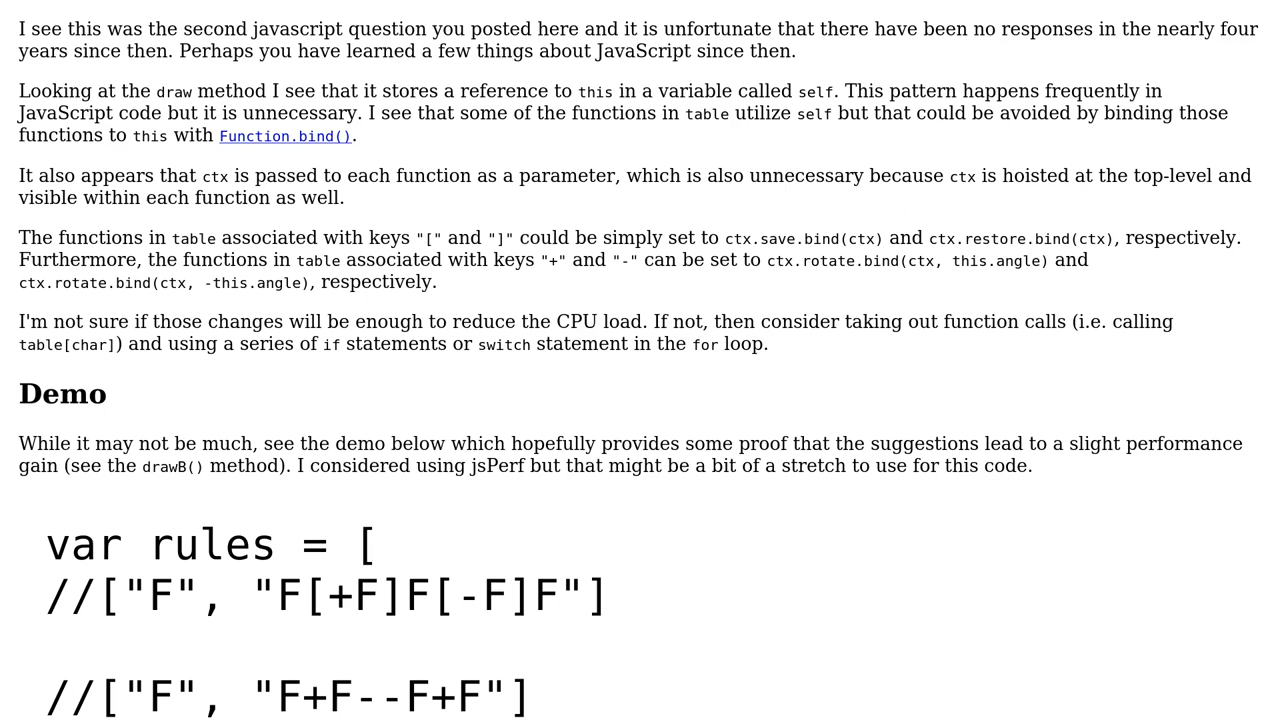 I see this was the second javascript question you posted here and it is unfortunate that there have been no responses in the nearly four
years since then. Perhaps you have learned a few things about JavaScript since then.
Looking at the draw method I see that it stores a reference to this in a variable called self. This pattern happens frequently in
JavaScript code but it is unnecessary. I see that some of the functions in table utilize self but that could be avoided by binding those
functions to this with Function.bind().
It also appears that ctx is passed to each function as a parameter, which is also unnecessary because ctx is hoisted at the top-level and
visible within each function as well.
The functions in table associated with keys "[" and "]" could be simply set to ctx.save.bind(ctx) and ctx.restore.bind(ctx), respectively.
Furthermore, the functions in table associated with keys "+" and "-" can be set to ctx.rotate.bind(ctx, this.angle) and
ctx.rotate.bind(ctx, -this.angle), respectively.
I'm not sure if those changes will be enough to reduce the CPU load. If not, then consider taking out function calls (i.e. calling
table[char]) and using a series of if statements or switch statement in the for loop.
Demo
While it may not be much, see the demo below which hopefully provides some proof that the suggestions lead to a slight performance
gain (see the drawB() method). I considered using jsPerf but that might be a bit of a stretch to use for this code.
var rules = [
//["F", "F[+F]F[-F]F"]
//["F", "F+F--F+F"]